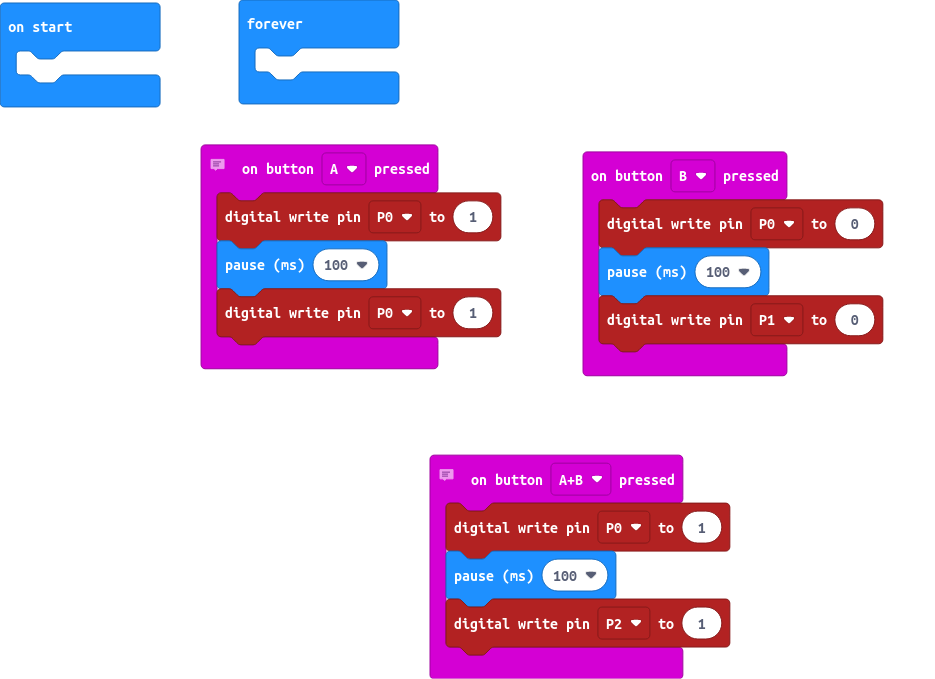 on start
forever
on button A pressed
digital write pin P0 to 1
pause (ms) 100
digital write pin P0 to 1
on button B pressed
digital write pin P0 to 0
pause (ms) 100
digital write pin P1 to 0
on button A+B pressed
digital write pin P0 to 1
pause (ms) 100
digital write pin P2 to 1